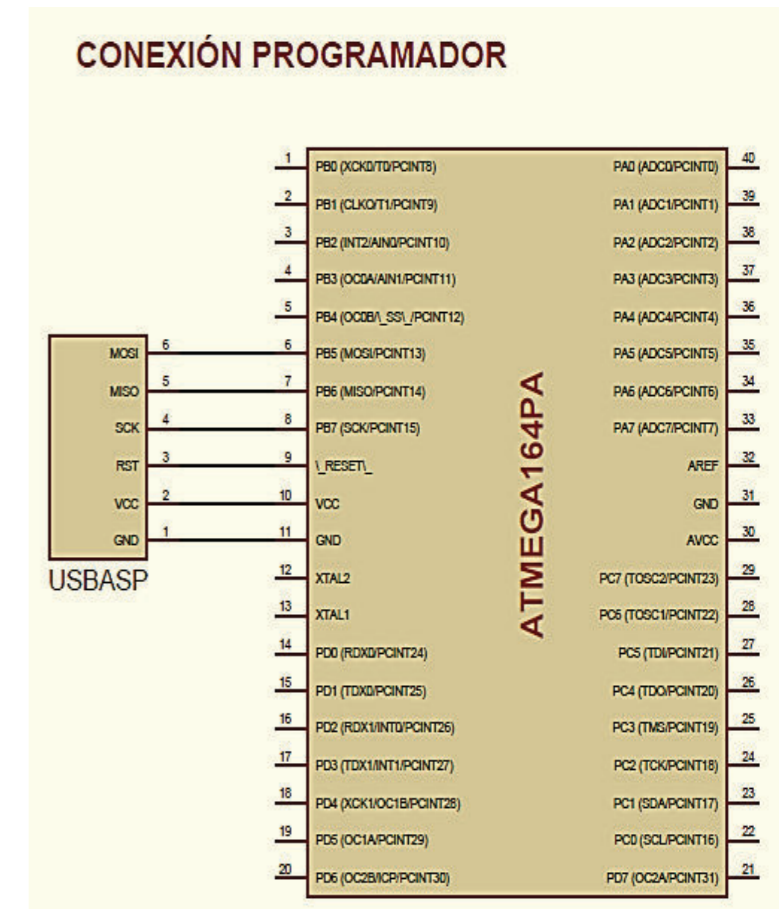 CONEXIÓN PROGRAMADOR
1 PB0 (XCK0/T0/PCINT8) PA0 (ADC0/PCINT0) 40
2 PB1 (CLKO/T1/PCINT9) PA1 (ADC1/PCINT1) 39
3 PB2 (INT2/AIN0/PCINT10) PA2 (ADC2/PCINT2) 38
4 PB3 (OC0A/AIN1/PCINT11) PA3 (ADC3/PCINT3) 37
5 PB4 (OC0B/\_SS\_/PCINT12) PA4 (ADC4/PCINT4) 36
MOSI 6 6 PB5 (MOSI/PCINT13) PA5 (ADC5/PCINT5) 35
MISO 5 7 PB6 (MISO/PCINT14) PA6 (ADC6/PCINT6) 34
SCK 4 8 PB7 (SCK/PCINT15) PA7 (ADC7/PCINT7) 33
RST 3 9 \_RESET\_ AREF 32
VCC 2 10 VCC GND 31
GND 1 11 GND AVCC 30
USBASP
12 XTAL2 PC7 (TOSC2/PCINT23) 29
13 XTAL1 PC6 (TOSC1/PCINT22) 28
14 PD0 (RDX0/PCINT24) PC5 (TDI/PCINT21) 27
15 PD1 (TDX0/PCINT25) PC4 (TDO/PCINT20) 26
16 PD2 (RDX1/INT0/PCINT26) PC3 (TMS/PCINT19) 25
17 PD3 (TDX1/INT1/PCINT27) PC2 (TCK/PCINT18) 24
18 PD4 (XCK1/OC1B/PCINT28) PC1 (SDA/PCINT17) 23
19 PD5 (OC1A/PCINT29) PC0 (SCL/PCINT16) 22
20 PD6 (OC2B/ICP/PCINT30) PD7 (OC2A/PCINT31) 21
ATMEGA164PA